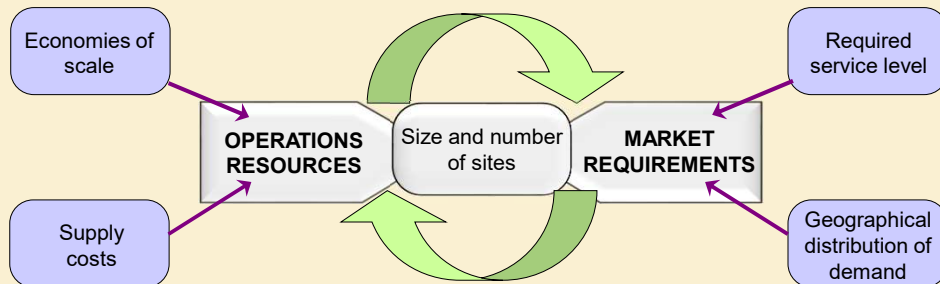 Economies of
scale
Required
service level
OPERATIONS
RESOURCES
Size and number
of sites
MARKET
REQUIREMENTS
Supply
costs
Geographical
distribution of
demand